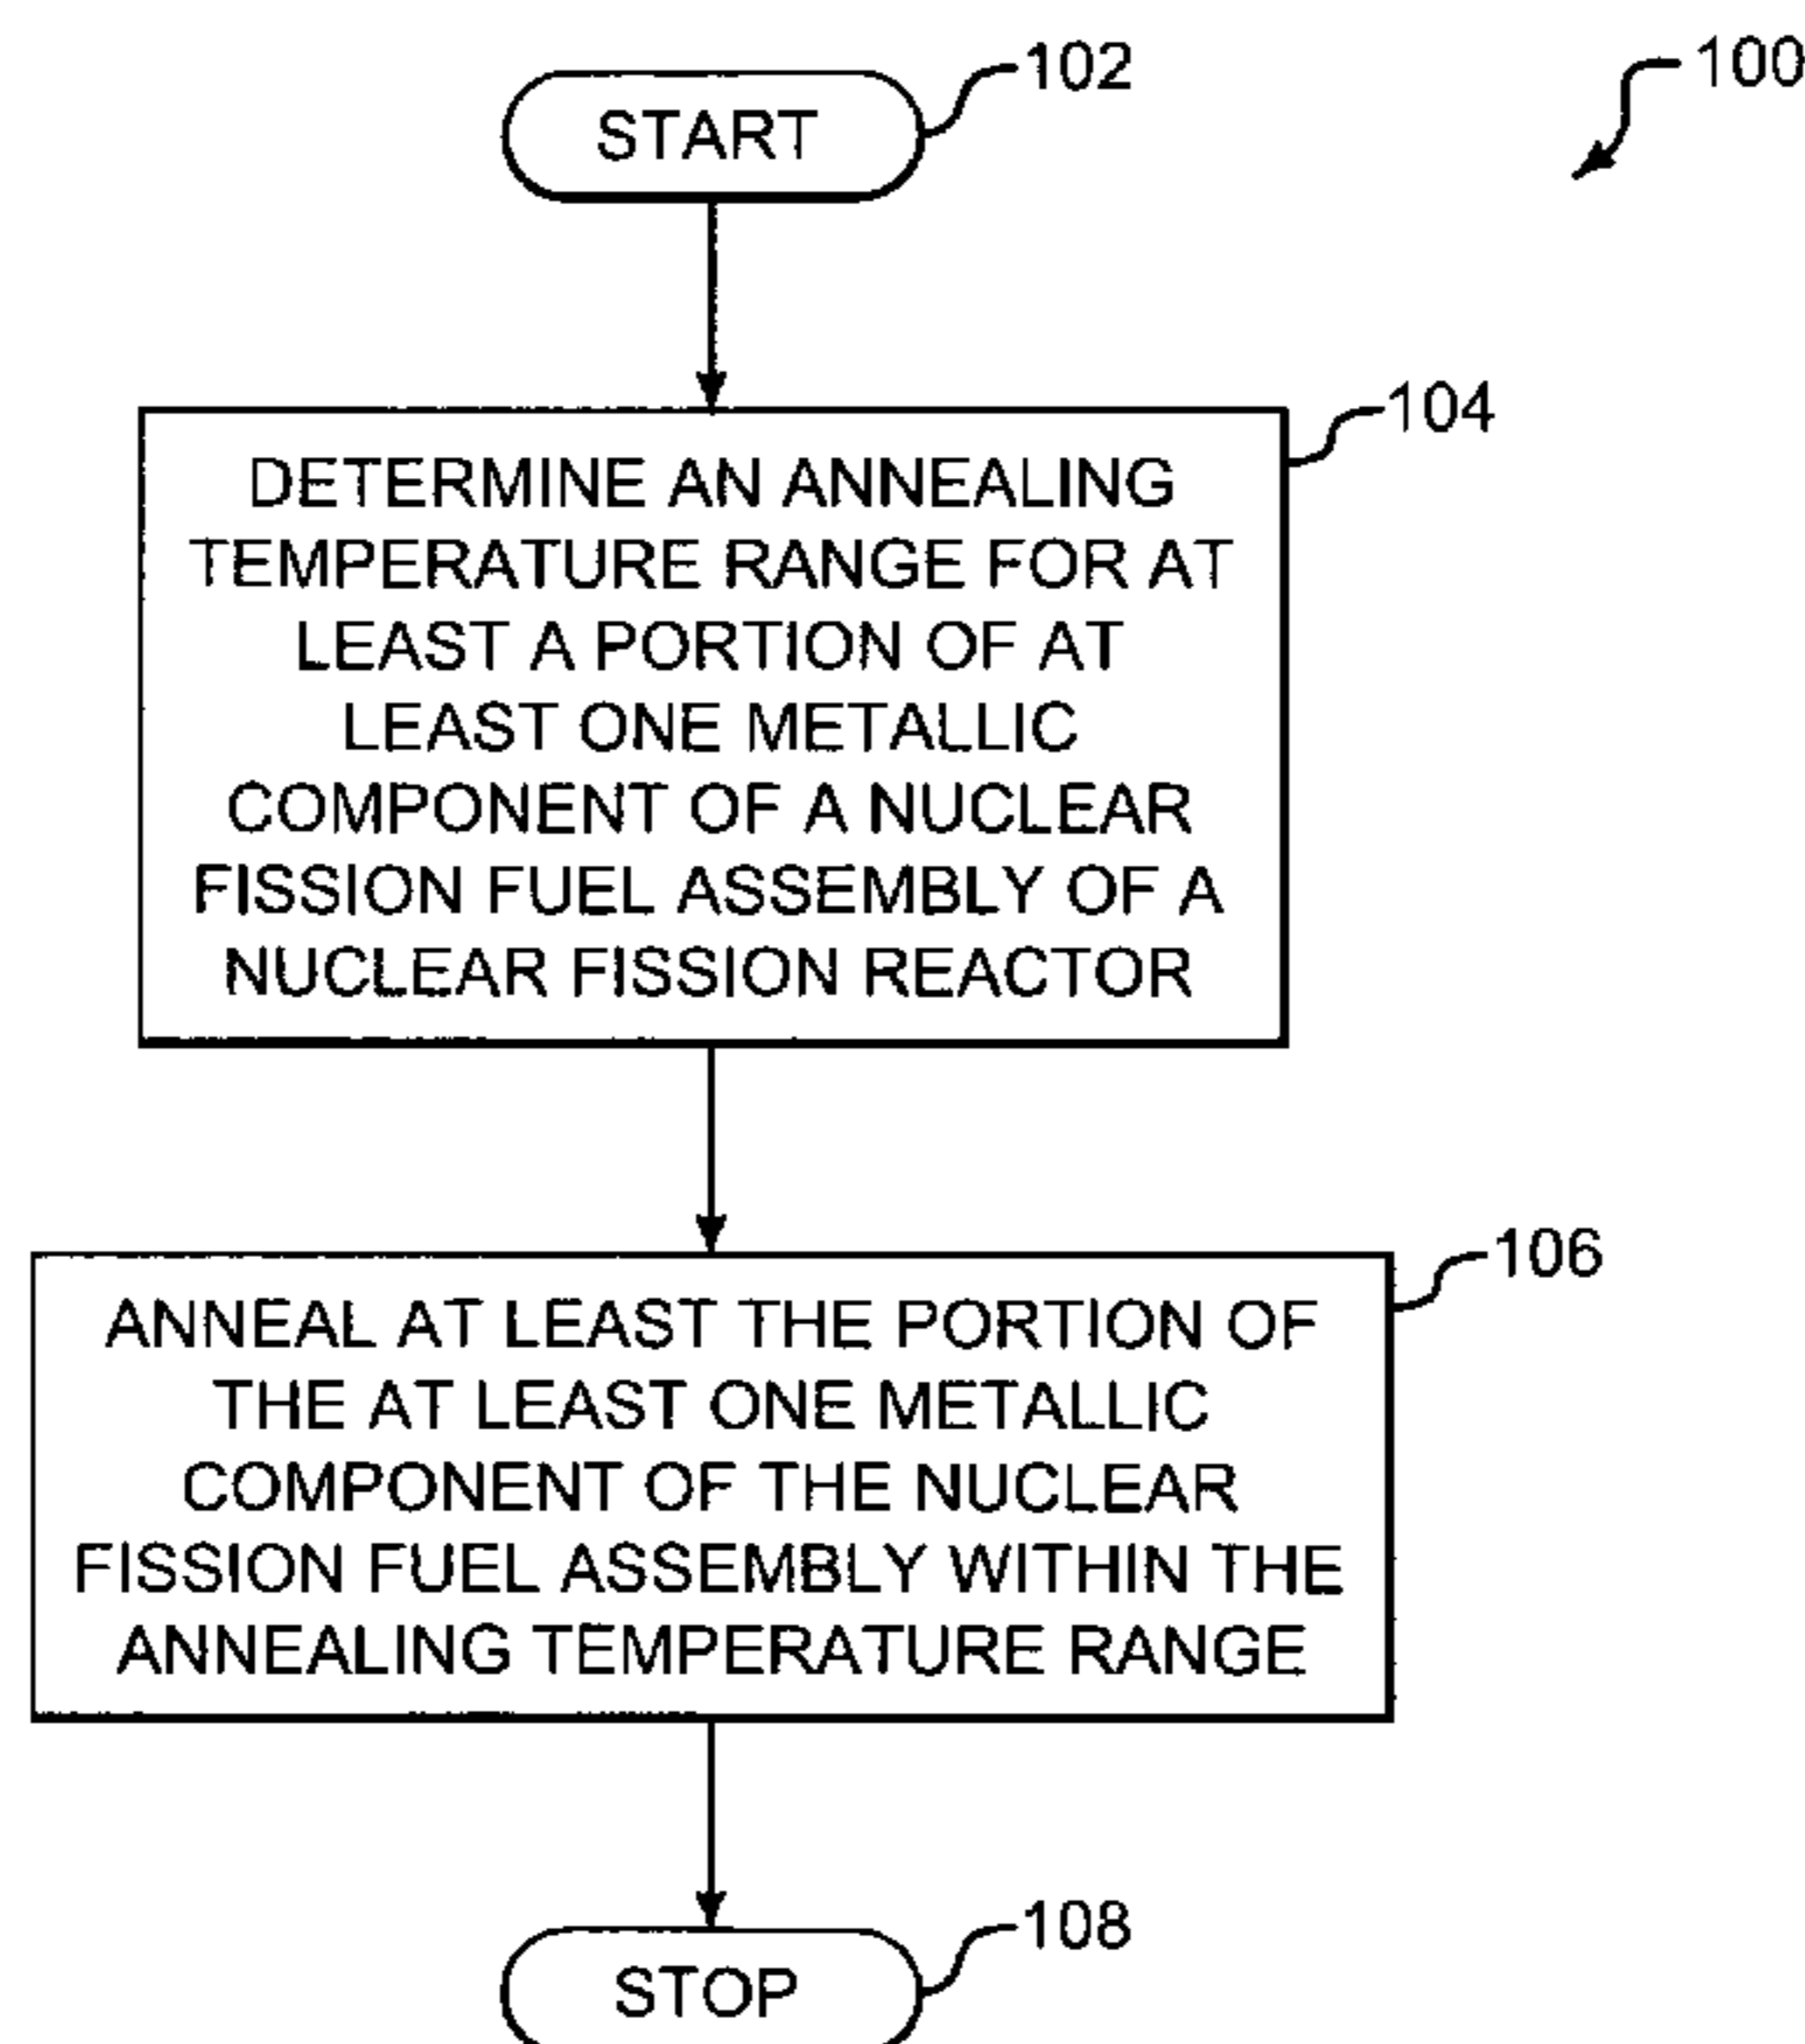 102
100
START
104
DETERMINE AN ANNEALING
TEMPERATURE RANGE FOR AT
LEAST A PORTION OF AT
LEAST ONE METALLIC
COMPONENT OF A NUCLEAR
FISSION FUEL ASSEMBLY OF A
NUCLEAR FISSION REACTOR
106
ANNEAL AT LEAST THE PORTION OF
THE AT LEAST ONE METALLIC
COMPONENT OF THE NUCLEAR
FISSION FUEL ASSEMBLY WITHIN THE
ANNEALING TEMPERATURE RANGE
108
STOP